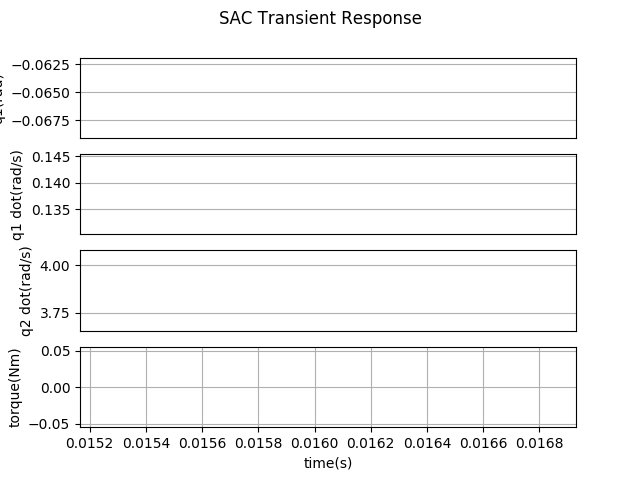 SAC Transient Response
−0.0625
−0.0650
−0.0675
q1(rad)
0.145
0.140
0.135
q1 dot(rad/s)
4.00
3.75
q2 dot(rad/s)
0.05
0.00
−0.05
torque(Nm)
0.0152 0.0154 0.0156 0.0158 0.0160 0.0162 0.0164 0.0166 0.0168
time(s)